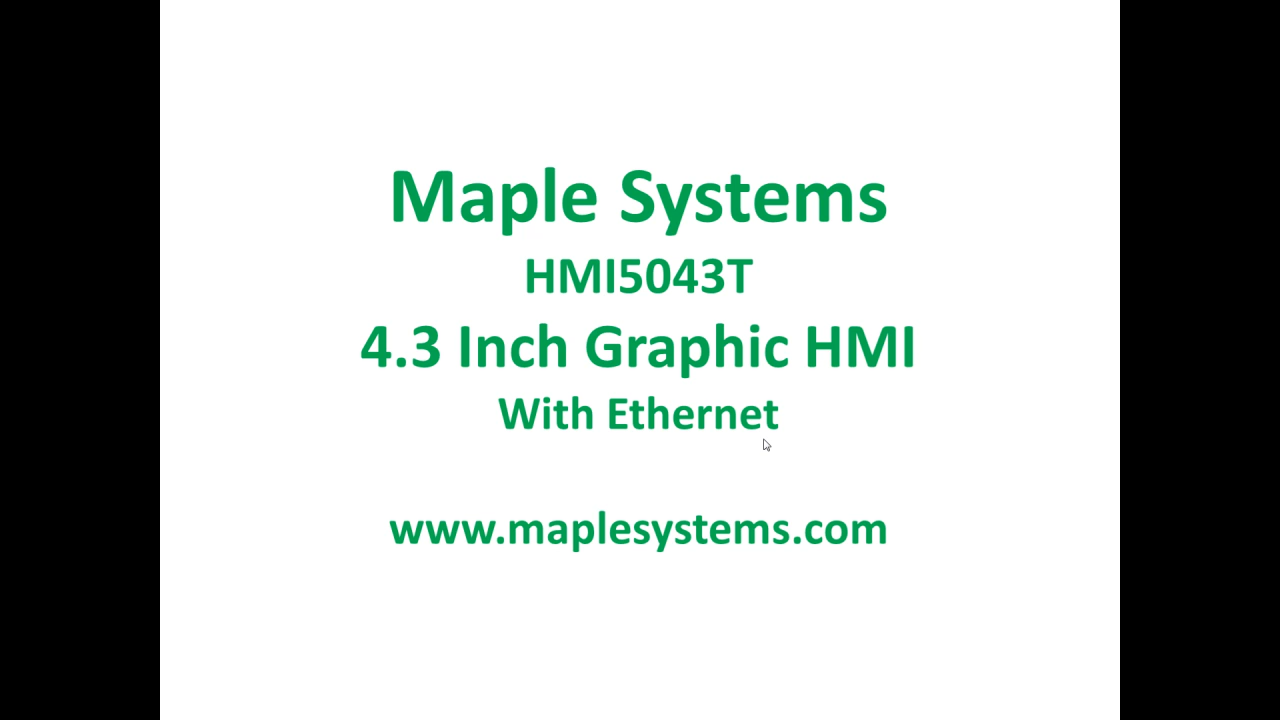 Maple Systems
HMI5043T
4.3 Inch Graphic HMI
With Ethernet
www.maplesystems.com